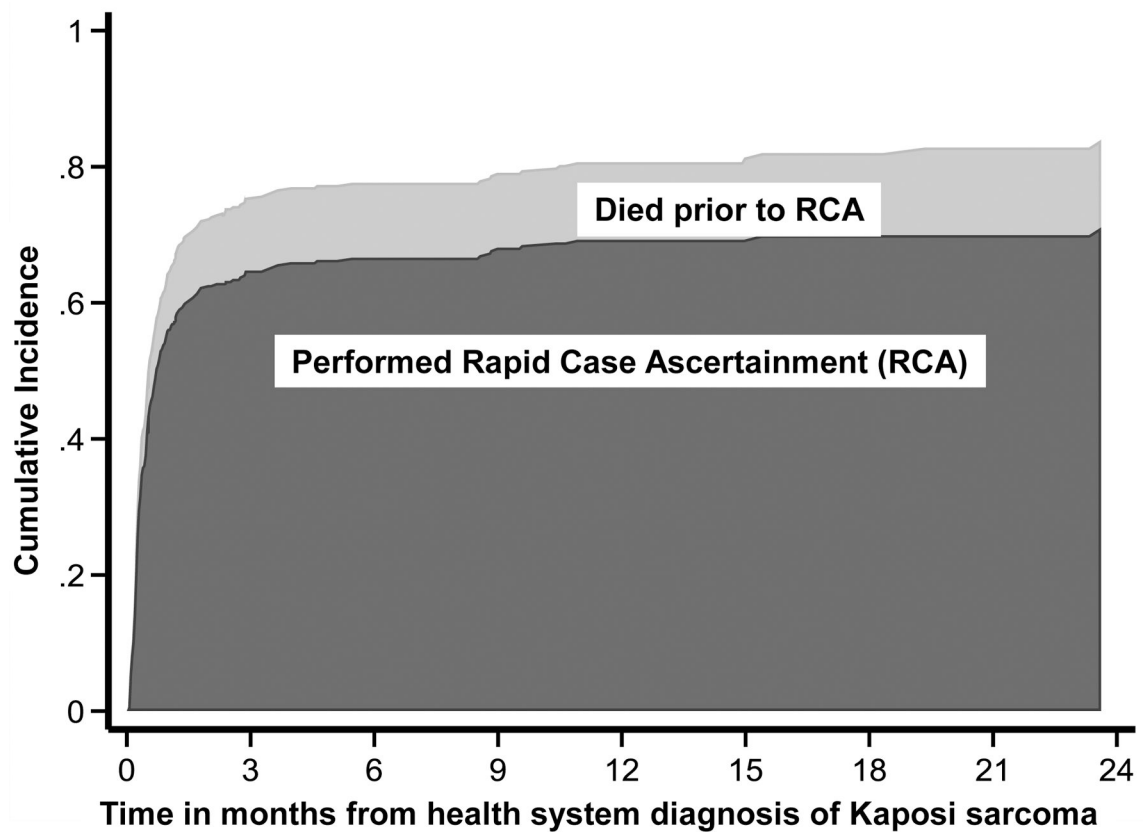 1
.8
.6
.4
.2
0
Cumulative Incidence
Died prior to RCA
Performed Rapid Case Ascertainment (RCA)
0 3 6 9 12 15 18 21 24
Time in months from health system diagnosis of Kaposi sarcoma